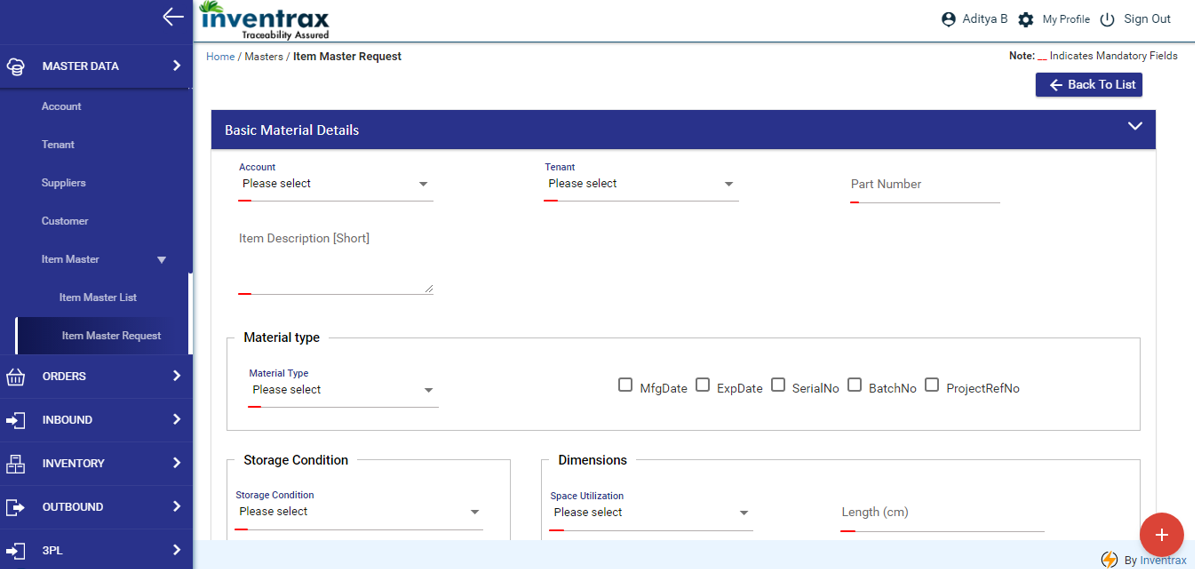 inventrax
Traceability Assured
Aditya B
My Profile
Sign Out
Home / Masters / Item Master Request
Note: __ Indicates Mandatory Fields
Back To List
MASTER DATA
Account
Tenant
Suppliers
Customer
Item Master
Item Master List
Item Master Request
ORDERS
INBOUND
INVENTORY
OUTBOUND
3PL
Basic Material Details
Account
Please select
Tenant
Please select
Part Number
Item Description [Short]
Material type
Material Type
Please select
MfgDate
ExpDate
SerialNo
BatchNo
ProjectRefNo
Storage Condition
Storage Condition
Please select
Dimensions
Space Utilization
Please select
Length (cm)
By Inventrax